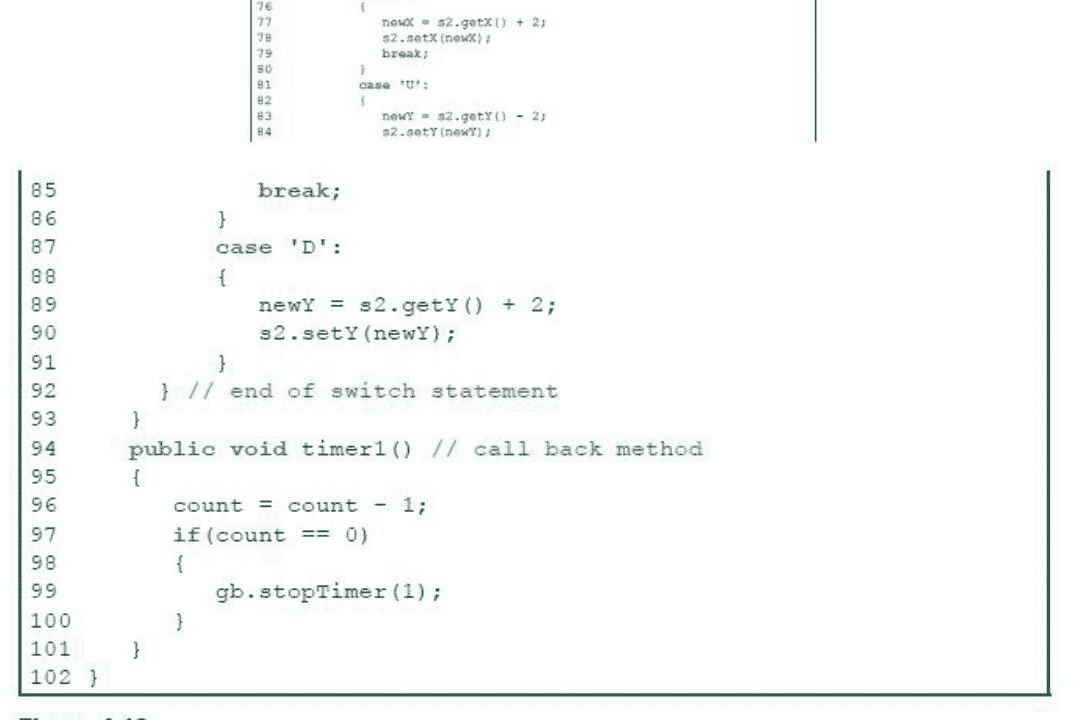 76 {
77 newX = s2.getX() + 2;
78 s2.setX(newX);
79 break;
80 }
81 case 'U':
82 {
83 newY = s2.getY() - 2;
84 s2.setY(newY);
85 break;
86 }
87 case 'D':
88 {
89 newY = s2.getY() + 2;
90 s2.setY(newY);
91 }
92 } // end of switch statement
93 }
94 public void timer1() // call back method
95 {
96 count = count - 1;
97 if(count == 0)
98 {
99 gb.stopTimer(1);
100 }
101 }
102 }